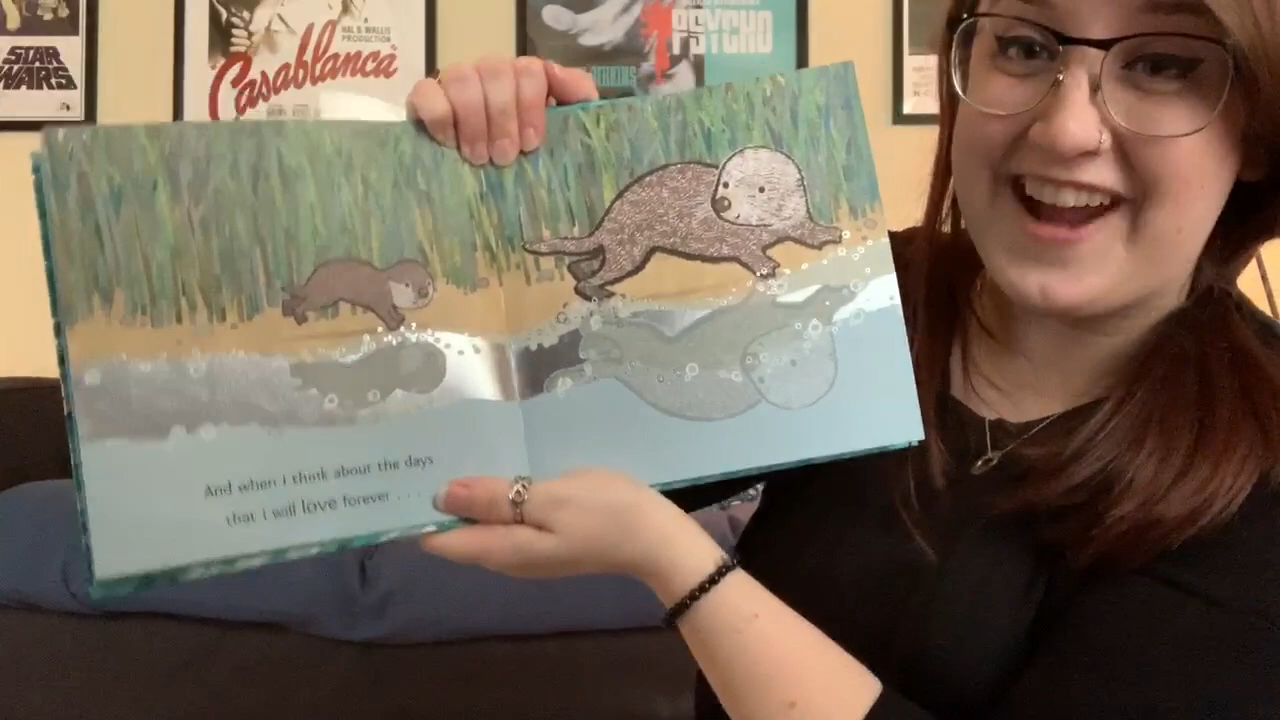 STAR
WARS
A
HAL B. WALLIS
PRODUCTION
Casablanca
PSYCHO
And when I think about the days
that I will love forever . . . .